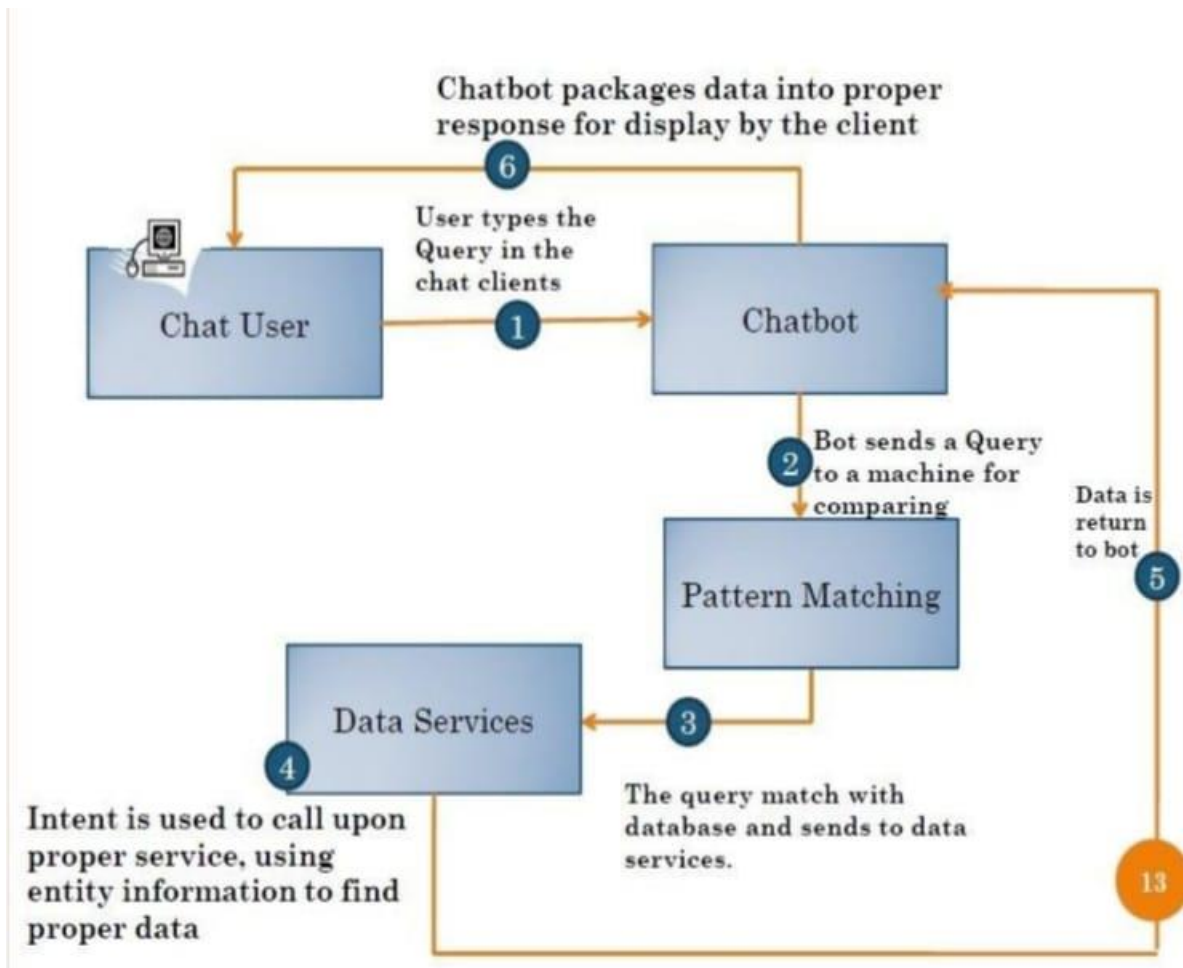 Chatbot packages data into proper
response for display by the client
6
User types the
Query in the
chat clients
Chat User
1
Chatbot
2
Bot sends a Query
to a machine for
comparing
Data is
return
to bot
5
Pattern Matching
Data Services
3
4
The query match with
database and sends to data
services.
Intent is used to call upon
proper service, using
entity information to find
proper data
13